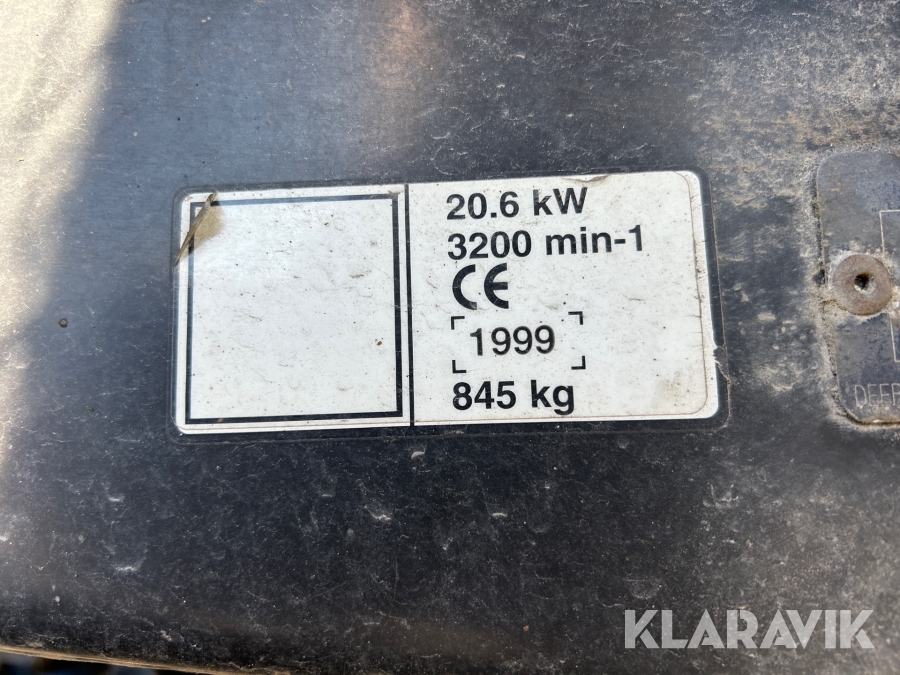 20.6 kW
3200 min-1
CE
1999
845 kg
KLARAVIK